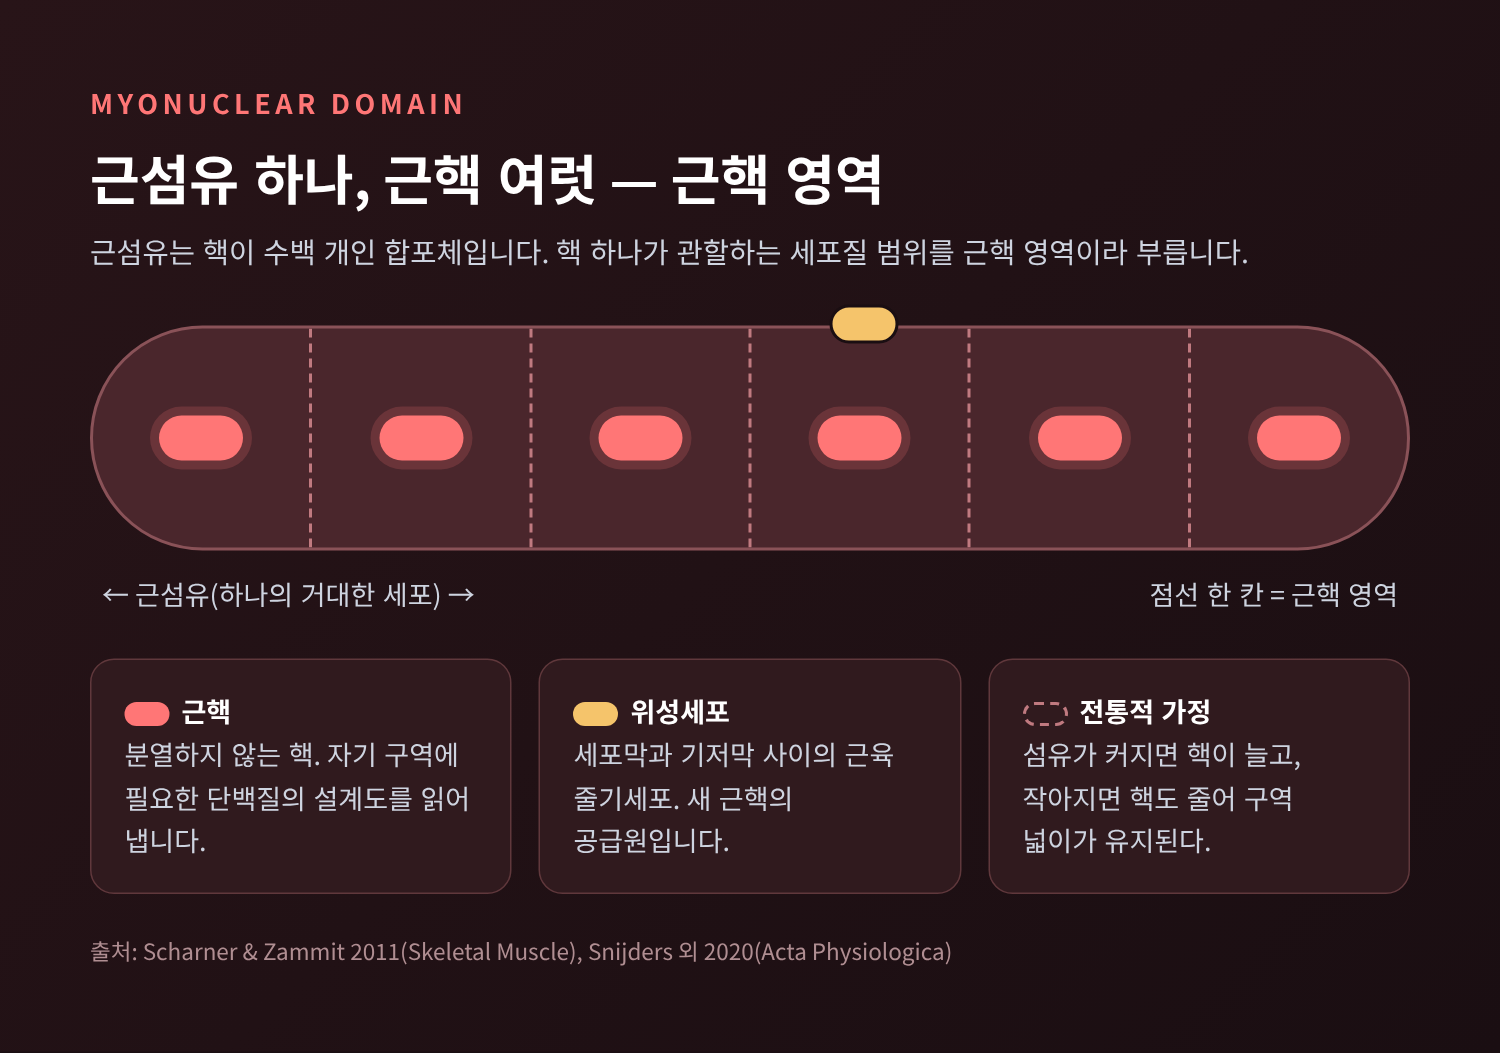 MYONUCLEAR DOMAIN
근섬유 하나, 근핵 여럿 — 근핵 영역
근섬유는 핵이 수백 개인 합포체입니다. 핵 하나가 관할하는 세포질 범위를 근핵 영역이라 부릅니다.
← 근섬유(하나의 거대한 세포) →
점선 한 칸 = 근핵 영역
근핵
분열하지 않는 핵. 자기 구역에
필요한 단백질의 설계도를 읽어
냅니다.
위성세포
세포막과 기저막 사이의 근육
줄기세포. 새 근핵의
공급원입니다.
전통적 가정
섬유가 커지면 핵이 늘고,
작아지면 핵도 줄어 구역
넓이가 유지된다.
출처: Scharner & Zammit 2011(Skeletal Muscle), Snijders 외 2020(Acta Physiologica)